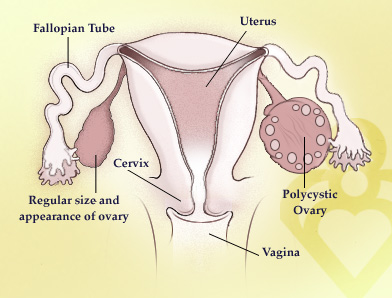 Fallopian Tube
Uterus
Cervix
Regular size and
appearance of ovary
Polycystic
Ovary
Vagina